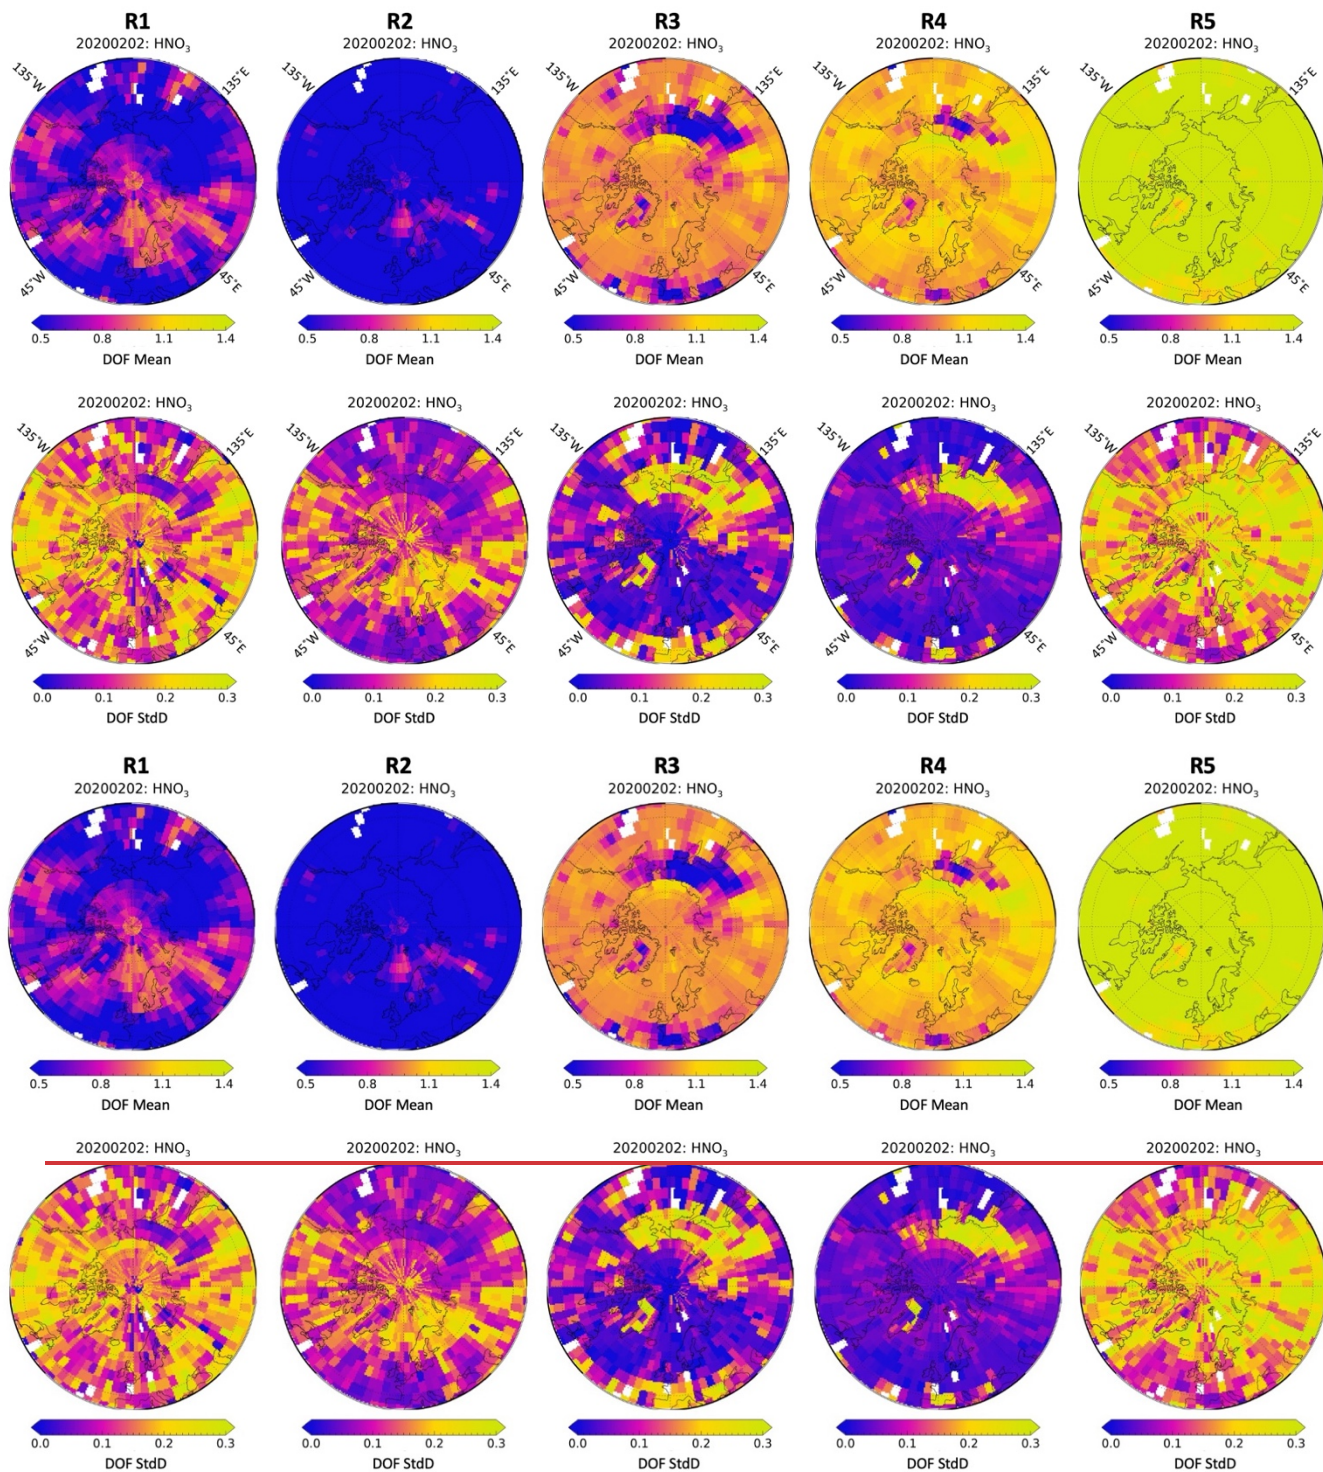 R1 R2 R3 R4 R5
20200202: HNO3 20200202: HNO3 20200202: HNO3 20200202: HNO3 20200202: HNO3
135°W 135°E 135°W 135°E
45°W 45°E 45°W 45°E
0.5 0.8 1.1 1.4 0.5 0.8 1.1 1.4 0.5 0.8 1.1 1.4 0.5 0.8 1.1 1.4 0.5 0.8 1.1 1.4
DOF Mean DOF Mean DOF Mean DOF Mean DOF Mean
20200202: HNO3 20200202: HNO3 20200202: HNO3 20200202: HNO3 20200202: HNO3
135°W 135°E 135°W 135°E
45°W 45°E 45°W 45°E
0.0 0.1 0.2 0.3 0.0 0.1 0.2 0.3 0.0 0.1 0.2 0.3 0.0 0.1 0.2 0.3 0.0 0.1 0.2 0.3
DOF StdD DOF StdD DOF StdD DOF StdD DOF StdD
R1 R2 R3 R4 R5
20200202: HNO3 20200202: HNO3 20200202: HNO3 20200202: HNO3 20200202: HNO3
0.5 0.8 1.1 1.4 0.5 0.8 1.1 1.4 0.5 0.8 1.1 1.4 0.5 0.8 1.1 1.4 0.5 0.8 1.1 1.4
DOF Mean DOF Mean DOF Mean DOF Mean DOF Mean
20200202: HNO3 20200202: HNO3 20200202: HNO3 20200202: HNO3 20200202: HNO3
0.0 0.1 0.2 0.3 0.0 0.1 0.2 0.3 0.0 0.1 0.2 0.3 0.0 0.1 0.2 0.3 0.0 0.1 0.2 0.3
DOF StdD DOF StdD DOF StdD DOF StdD DOF StdD